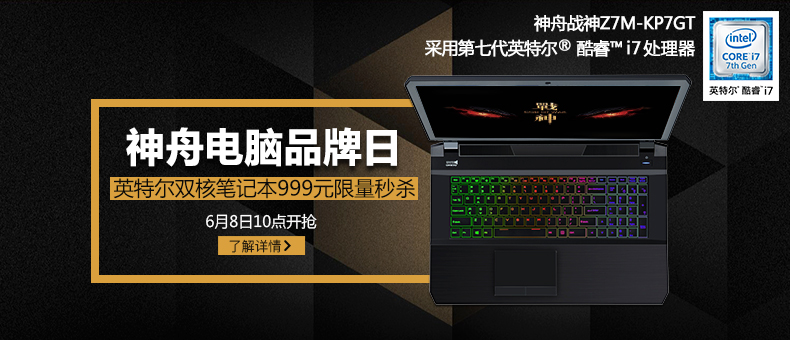 神舟战神Z7M-KP7GT
采用第七代英特尔® 酷睿™ i7 处理器
intel
CORE i7
7th Gen
英特尔® 酷睿™ i7
战神
神舟电脑品牌日
英特尔双核笔记本999元限量秒杀
6月8日10点开抢
了解详情